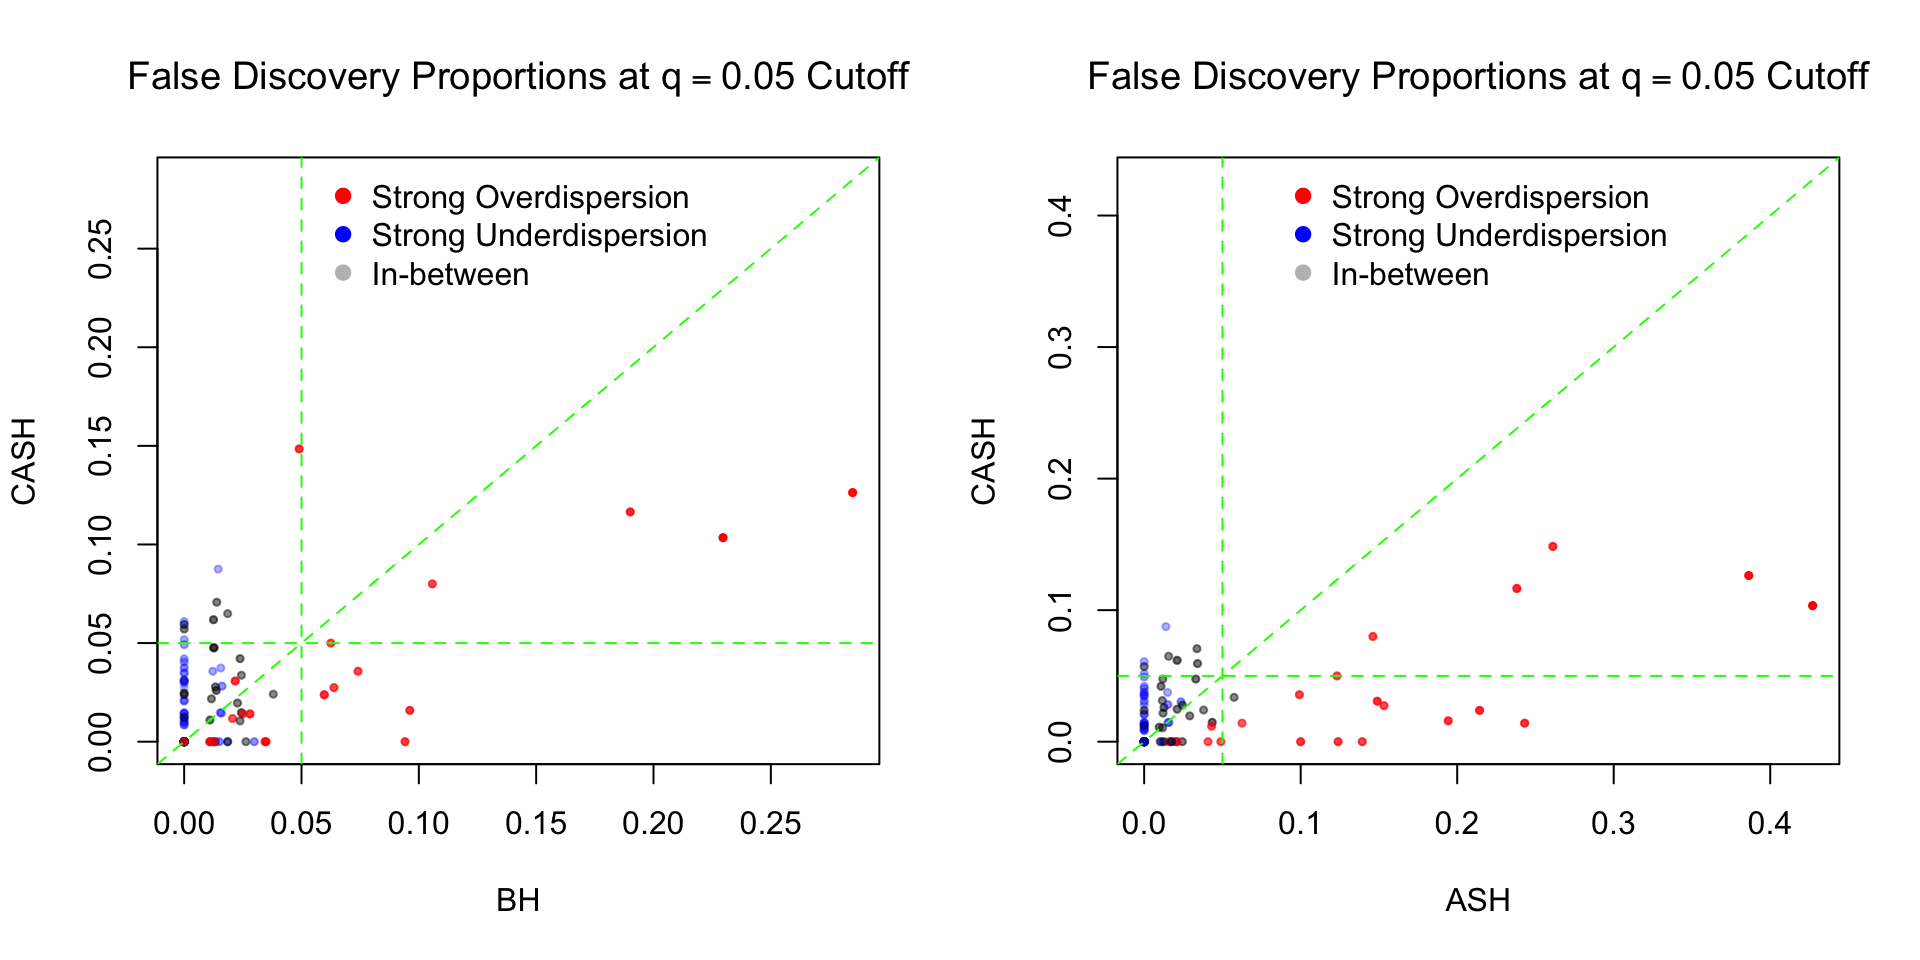 False Discovery Proportions at q = 0.05 Cutoff
Strong Overdispersion
Strong Underdispersion
In-between
CASH
0.25
0.20
0.15
0.10
0.05
0.00
0.00 0.05 0.10 0.15 0.20 0.25
BH
False Discovery Proportions at q = 0.05 Cutoff
Strong Overdispersion
Strong Underdispersion
In-between
CASH
0.4
0.3
0.2
0.1
0.0
0.0 0.1 0.2 0.3 0.4
ASH